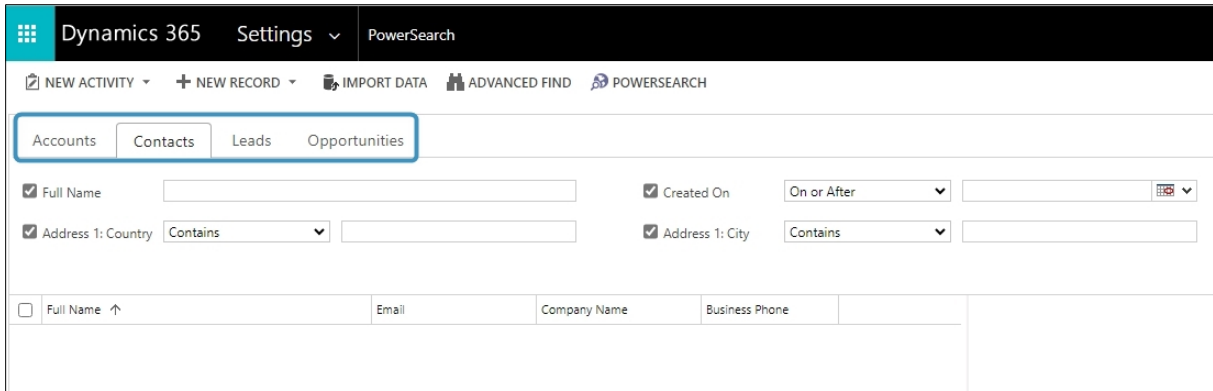 Dynamics 365 Settings PowerSearch
NEW ACTIVITY NEW RECORD IMPORT DATA ADVANCED FIND POWERSEARCH
Accounts Contacts Leads Opportunities
Full Name Created On On or After
Address 1: Country Contains Address 1: City Contains
Full Name ↑ Email Company Name Business Phone